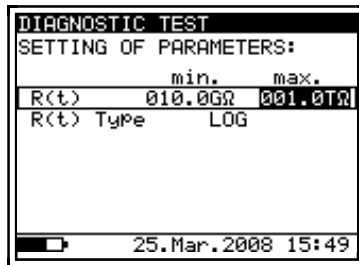 DIAGNOSTIC TEST
SETTING OF PARAMETERS:
min. max.
R(t) 010.0GΩ 001.0TΩ
R(t) Type LOG
25.Mar.2008 15:49